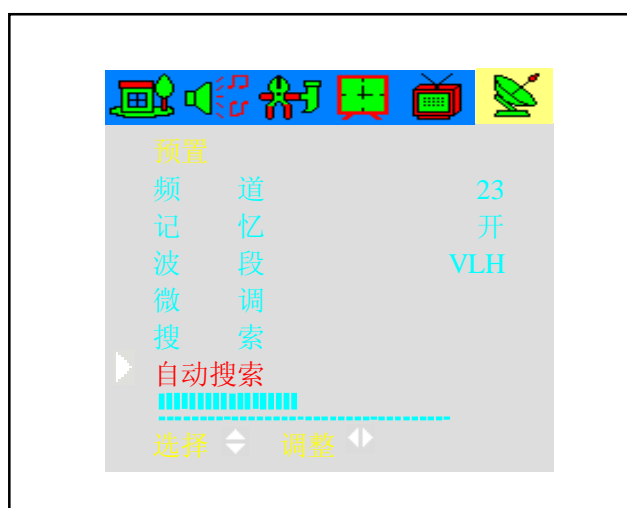 预置
频 道 23
记 忆 开
波 段 VLH
微 调
搜 索
自动搜索
选择 调整